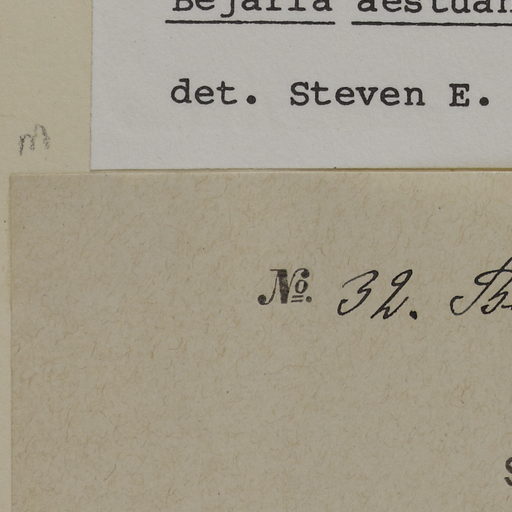 Bejaria aestuan
det. Steven E.
m
No. 32. B
S